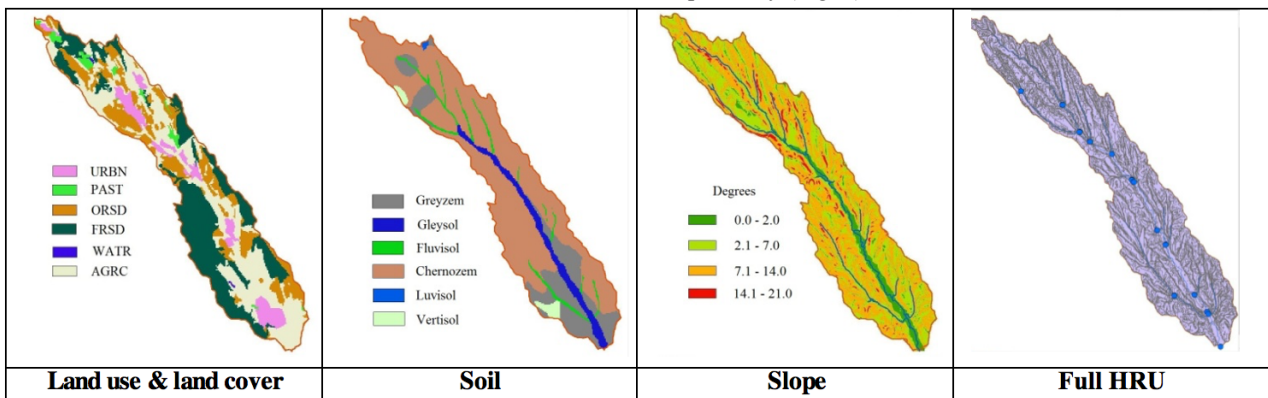 URBN
PAST
ORSD
FRSD
WATR
AGRC
Greyzem
Gleysol
Fluvisol
Chernozem
Luvisol
Vertisol
Degrees
0.0 - 2.0
2.1 - 7.0
7.1 - 14.0
14.1 - 21.0
Land use & land cover
Soil
Slope
Full HRU